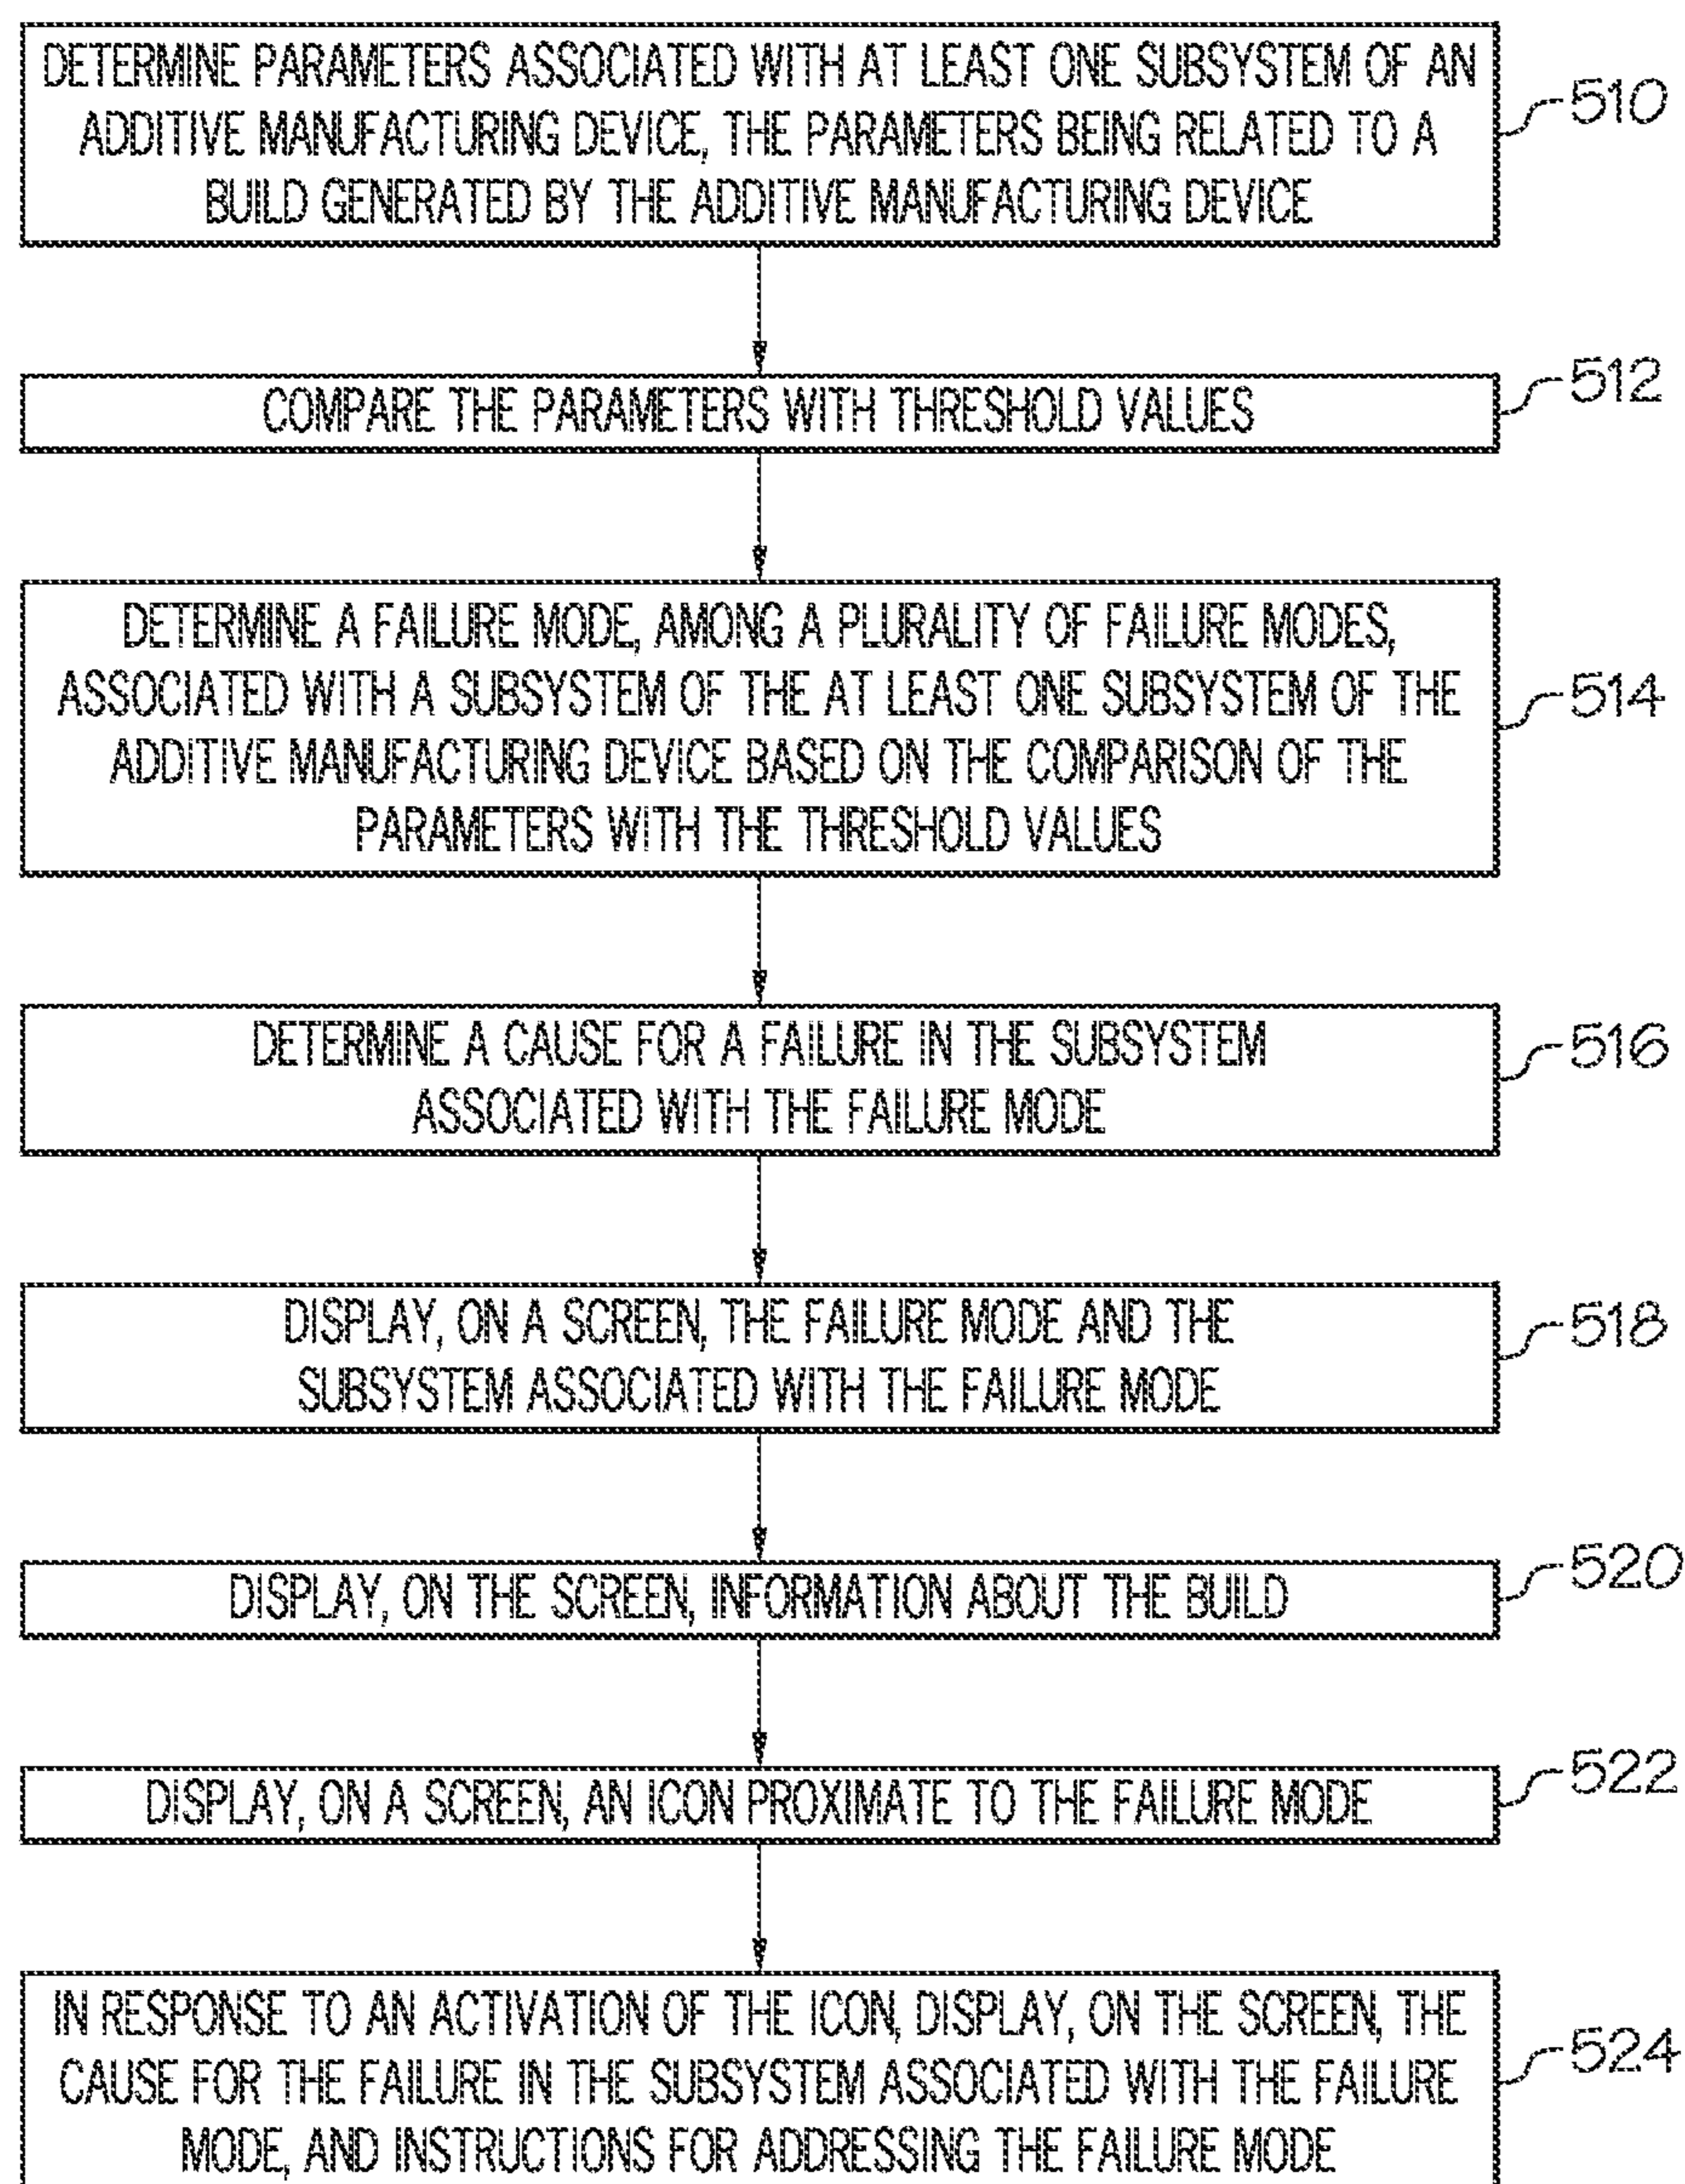 DETERMINE PARAMETERS ASSOCIATED WITH AT LEAST ONE SUBSYSTEM OF AN
ADDITIVE MANUFACTURING DEVICE, THE PARAMETERS BEING RELATED TO A
BUILD GENERATED BY THE ADDITIVE MANUFACTURING DEVICE
510
COMPARE THE PARAMETERS WITH THRESHOLD VALUES
512
DETERMINE A FAILURE MODE, AMONG A PLURALITY OF FAILURE MODES,
ASSOCIATED WITH A SUBSYSTEM OF THE AT LEAST ONE SUBSYSTEM OF THE
ADDITIVE MANUFACTURING DEVICE BASED ON THE COMPARISON OF THE
PARAMETERS WITH THE THRESHOLD VALUES
514
DETERMINE A CAUSE FOR A FAILURE IN THE SUBSYSTEM
ASSOCIATED WITH THE FAILURE MODE
516
DISPLAY, ON A SCREEN, THE FAILURE MODE AND THE
SUBSYSTEM ASSOCIATED WITH THE FAILURE MODE
518
DISPLAY, ON THE SCREEN, INFORMATION ABOUT THE BUILD
520
DISPLAY, ON A SCREEN, AN ICON PROXIMATE TO THE FAILURE MODE
522
IN RESPONSE TO AN ACTIVATION OF THE ICON, DISPLAY, ON THE SCREEN, THE
CAUSE FOR THE FAILURE IN THE SUBSYSTEM ASSOCIATED WITH THE FAILURE
MODE, AND INSTRUCTIONS FOR ADDRESSING THE FAILURE MODE
524